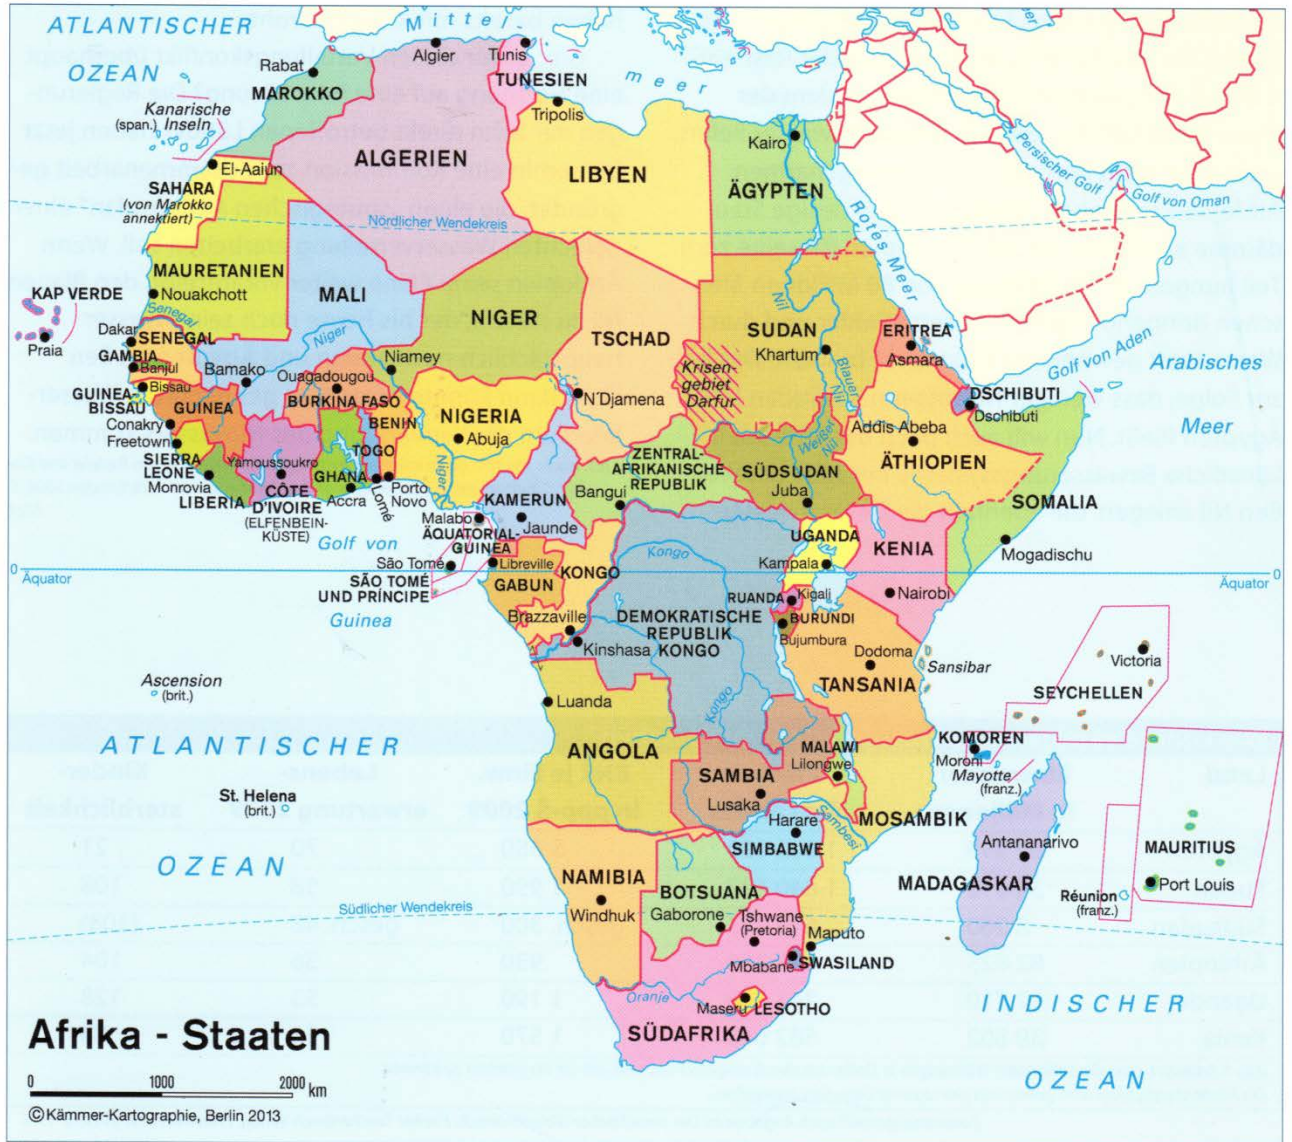 ATLANTISCHER
OZEAN
Mittel-
meer
Rabat
Algier
Tunis
TUNESIEN
MAROKKO
Tripolis
Kanarische
(span.) Inseln
El-Aaiún
ALGERIEN
LIBYEN
Kairo
ÄGYPTEN
Persischer Golf
Golf von Oman
SAHARA
(von Marokko
annektiert)
Nördlicher Wendekreis
Rotes Meer
MAURETANIEN
Nouakchott
MALI
NIGER
TSCHAD
Nil
SUDAN
Khartum
ERITREA
Asmara
Golf von Aden
Arabisches
Meer
KAP VERDE
Praia
Senegal
Dakar
SENEGAL
GAMBIA
Banjul
Niger
Bamako
Niamey
Ouagadougou
BURKINA FASO
Krisen-
gebiet
Darfur
Blauer
Nil
DSCHIBUTI
Dschibuti
GUINEA-
BISSAU
Bissau
GUINEA
Conakry
Freetown
SIERRA
LEONE
Monrovia
LIBERIA
Yamoussoukro
CÔTE
D'IVOIRE
(ELFENBEIN-
KÜSTE)
GHANA
Accra
TOGO
Lomé
BENIN
Porto
Novo
NIGERIA
Abuja
Niger
N'Djamena
ZENTRAL-
AFRIKANISCHE
REPUBLIK
Bangui
SÜDSUDAN
Juba
Weißer
Nil
Addis-Abeba
ÄTHIOPIEN
SOMALIA
Mogadischu
KAMERUN
Jaunde
Malabo
ÄQUATORIAL-
GUINEA
Golf von
Guinea
São Tomé
SÃO TOMÉ
UND PRÍNCIPE
Libreville
GABUN
KONGO
Brazzaville
Kongo
UGANDA
Kampala
KENIA
Nairobi
0
Äquator
Äquator
0
RUANDA
Kigali
BURUNDI
Bujumbura
DEMOKRATISCHE
REPUBLIK
KONGO
Kinshasa
Kongo
Dodoma
TANSANIA
Sansibar
Victoria
SEYCHELLEN
Ascension
(brit.)
Luanda
ANGOLA
ATLANTISCHER
OZEAN
St. Helena
(brit.)
SAMBIA
Lusaka
MALAWI
Lilongwe
KOMOREN
Moroni
Mayotte
(franz.)
MOSAMBIK
Sambesi
Harare
SIMBABWE
Antananarivo
MADAGASKAR
MAURITIUS
Port Louis
Réunion
(franz.)
NAMIBIA
Windhuk
BOTSUANA
Gaborone
Tshwane
(Pretoria)
Maputo
Mbabane
SWASILAND
Südlicher Wendekreis
Oranje
Maseru
LESOTHO
SÜDAFRIKA
INDISCHER
OZEAN
Afrika - Staaten
0 1000 2000 km
© Kämmer-Kartographie, Berlin 2013